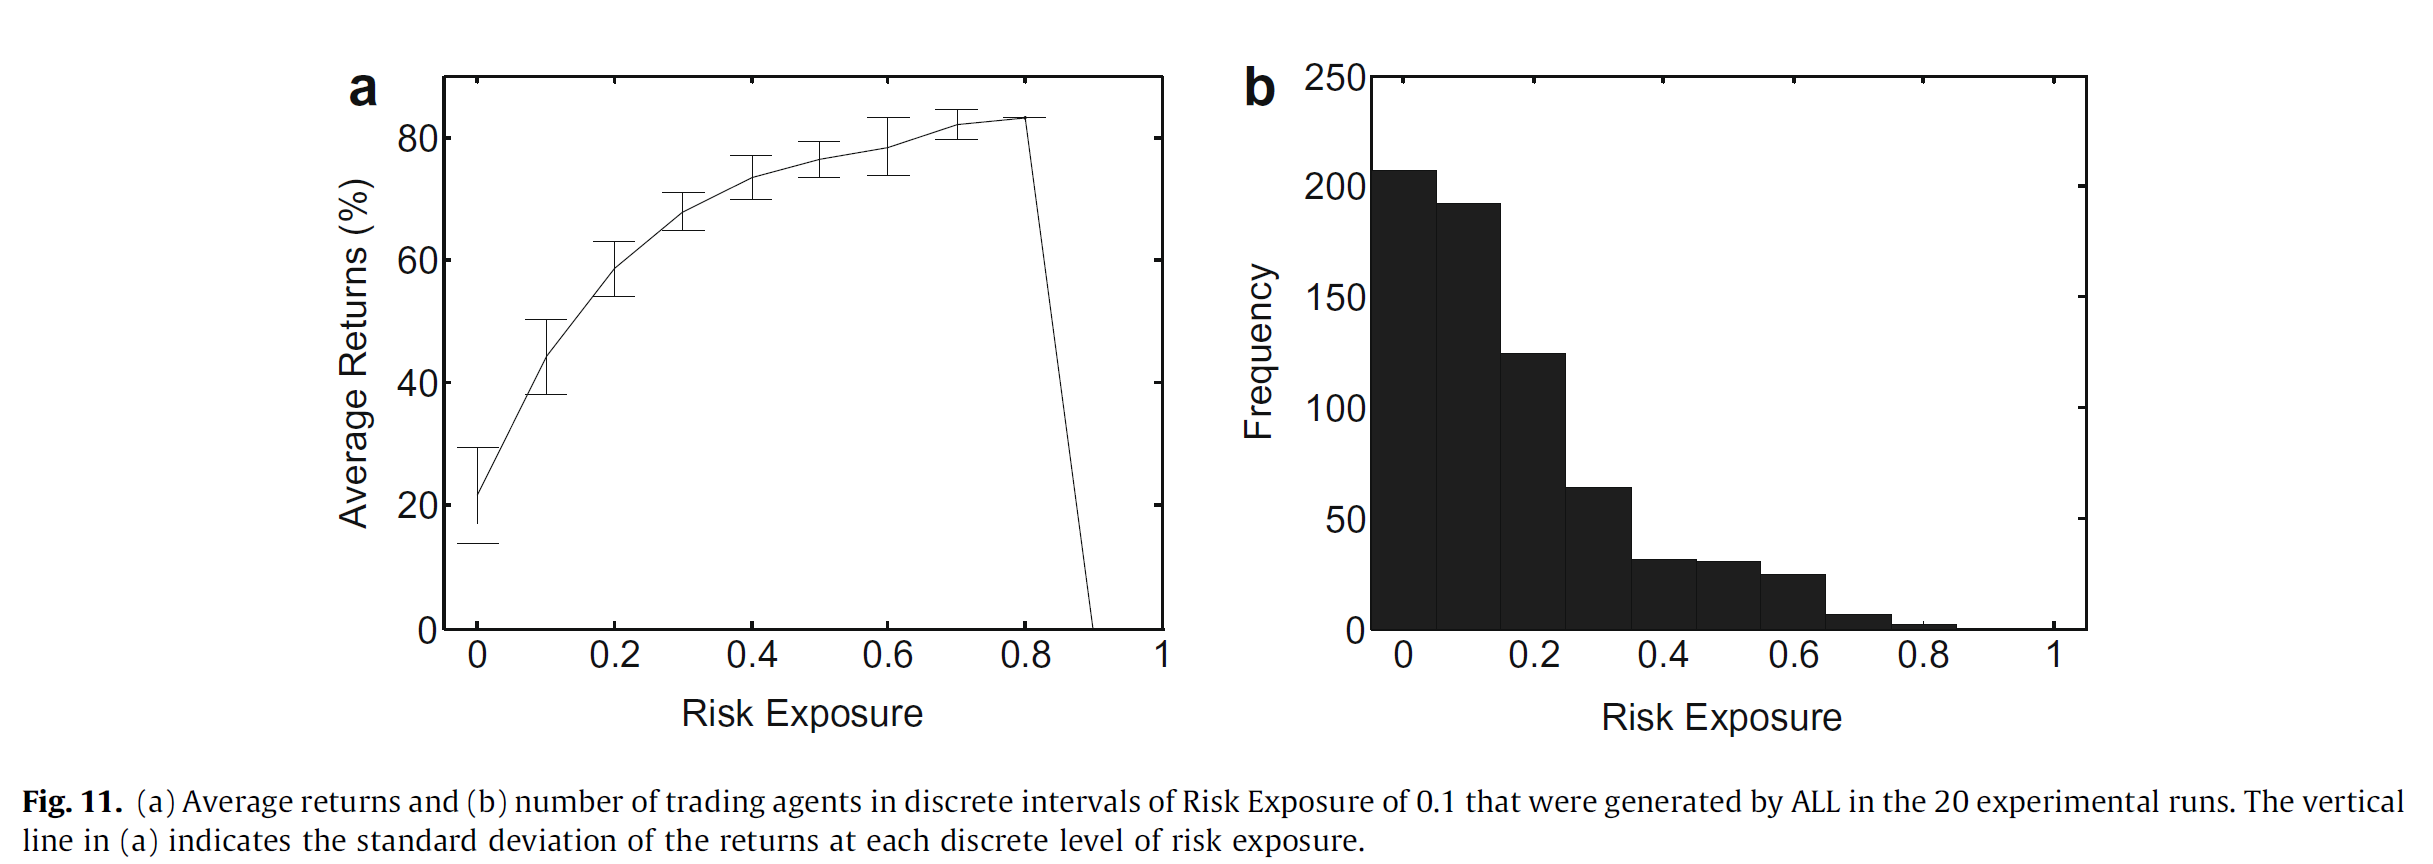 a
80
60
40
20
0
Average Returns (%)
0 0.2 0.4 0.6 0.8 1
Risk Exposure
b
250
200
150
100
50
0
Frequency
0 0.2 0.4 0.6 0.8 1
Risk Exposure
Fig. 11. (a) Average returns and (b) number of trading agents in discrete intervals of Risk Exposure of 0.1 that were generated by ALL in the 20 experimental runs. The vertical
line in (a) indicates the standard deviation of the returns at each discrete level of risk exposure.